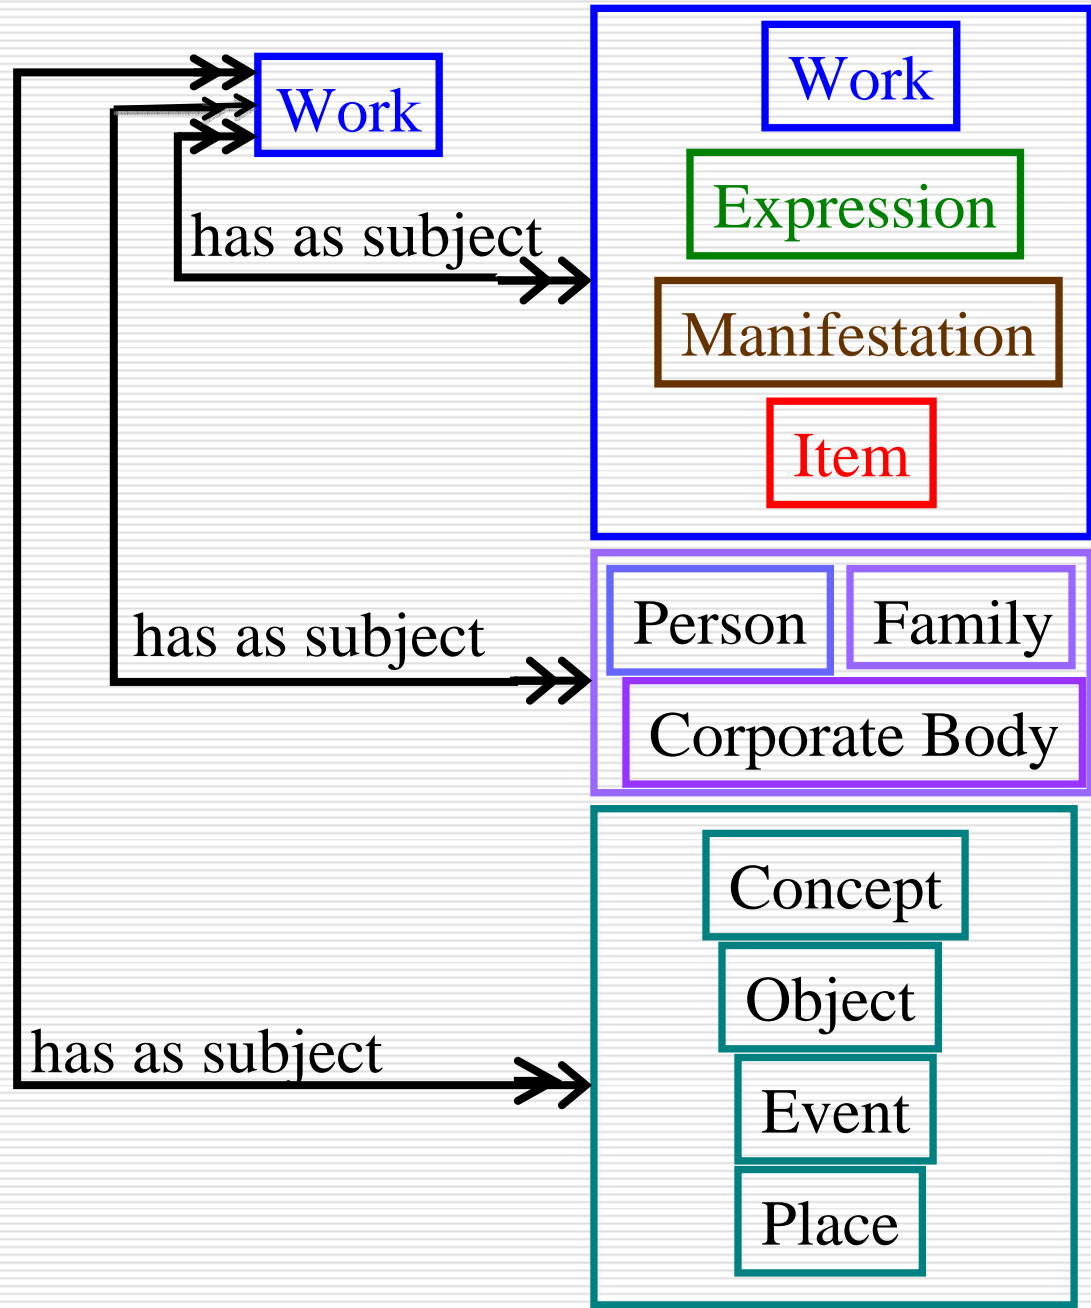 Work
Work
Expression
has as subject
Manifestation
Item
Person
Family
has as subject
Corporate Body
Concept
Object
has as subject
Event
Place